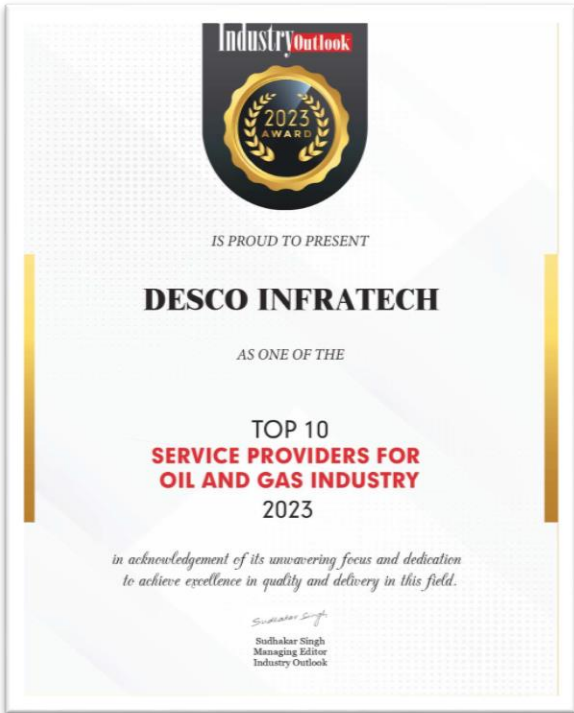 Industry Outlook
2023
AWARD
IS PROUD TO PRESENT
DESCO INFRATECH
AS ONE OF THE
TOP 10
SERVICE PROVIDERS FOR
OIL AND GAS INDUSTRY
2023
in acknowledgement of its unwavering focus and dedication
to achieve excellence in quality and delivery in this field.
Sudhakar Singh
Sudhakar Singh
Managing Editor
Industry Outlook